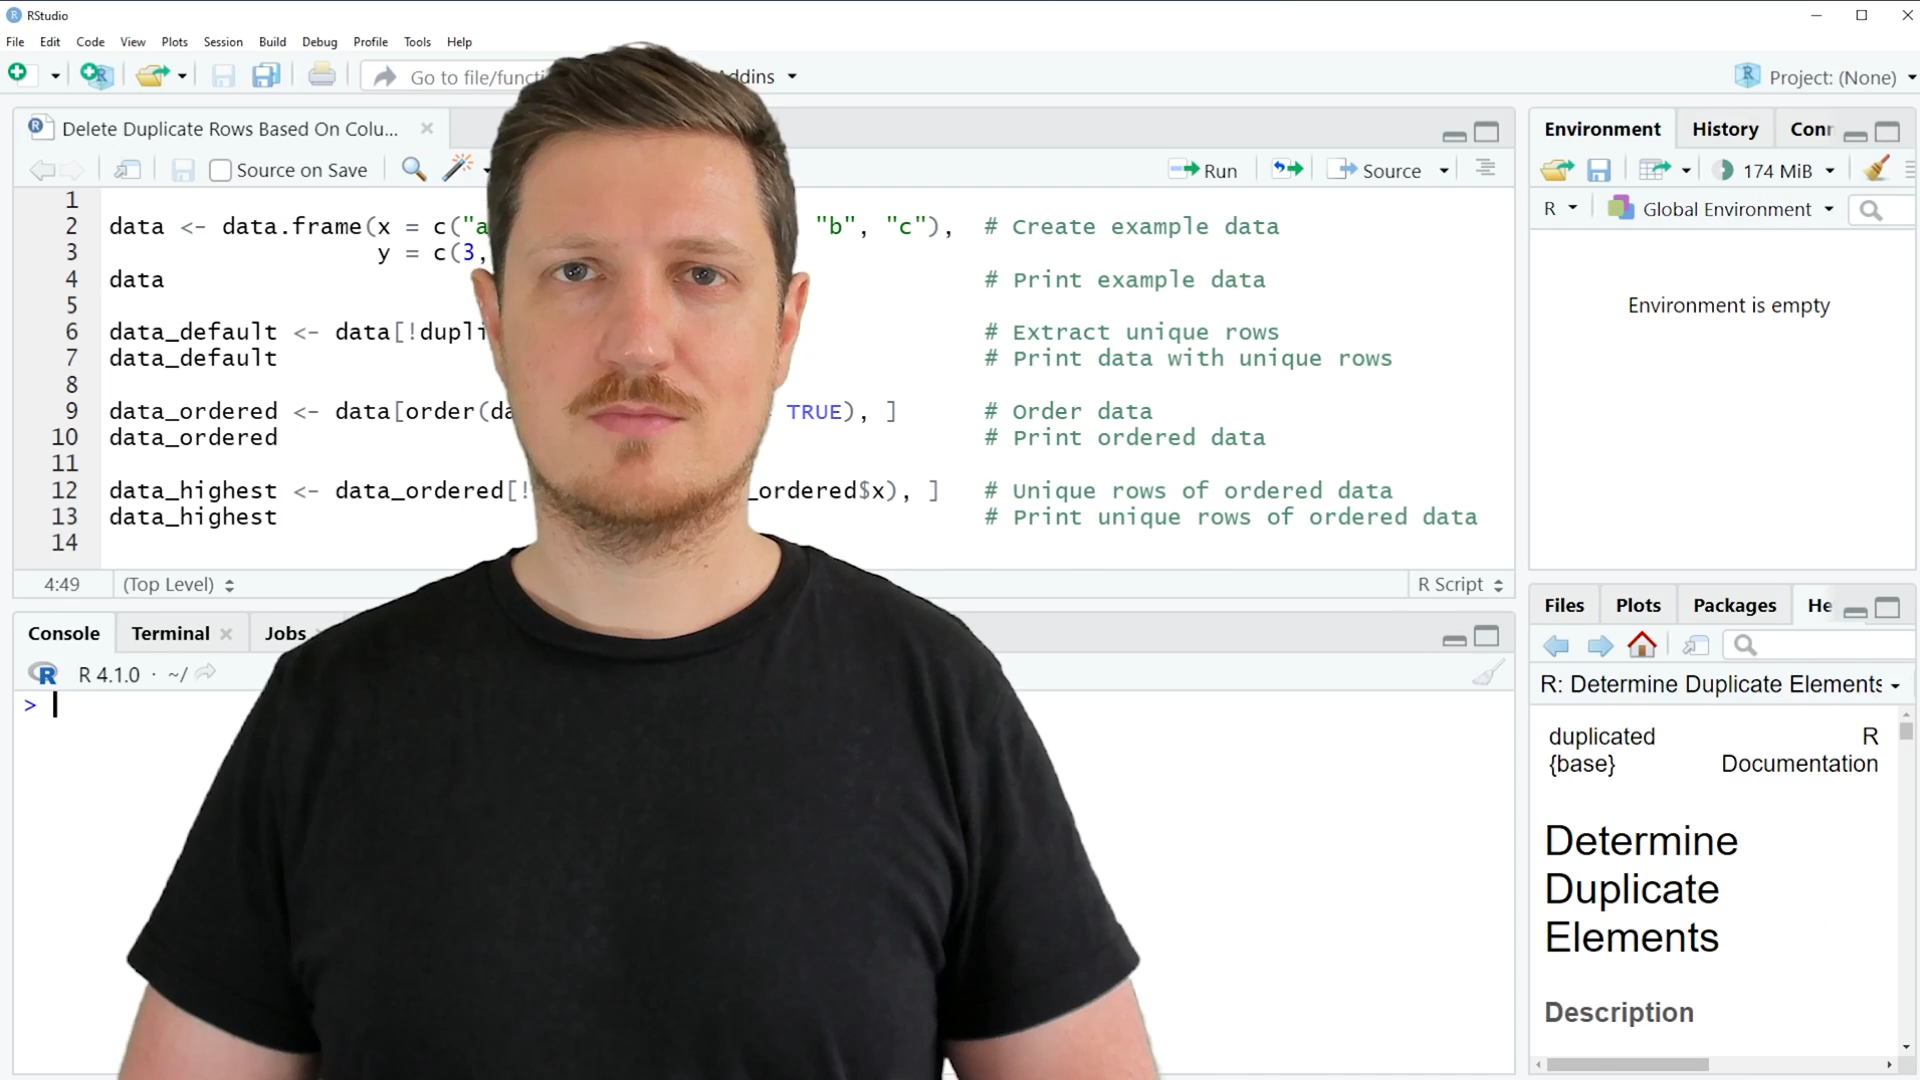 RStudio
File Edit Code View Plots Session Build Debug Profile Tools Help
Go to file/functi Addins Project: (None)
Delete Duplicate Rows Based On Colu...
Source on Save Run Source
1
2 data <- data.frame(x = c("a "b", "c"), # Create example data
3 y = c(3,
4 data # Print example data
5
6 data_default <- data[!dupli # Extract unique rows
7 data_default # Print data with unique rows
8
9 data_ordered <- data[order(da TRUE), ] # Order data
10 data_ordered # Print ordered data
11
12 data_highest <- data_ordered[! _ordered$x), ] # Unique rows of ordered data
13 data_highest # Print unique rows of ordered data
14
4:49 (Top Level) R Script
Console Terminal Jobs
R 4.1.0 · ~/
>
Environment History Conn
174 MiB
R Global Environment
Environment is empty
Files Plots Packages He
R: Determine Duplicate Elements
duplicated {base} R Documentation
Determine
Duplicate
Elements
Description